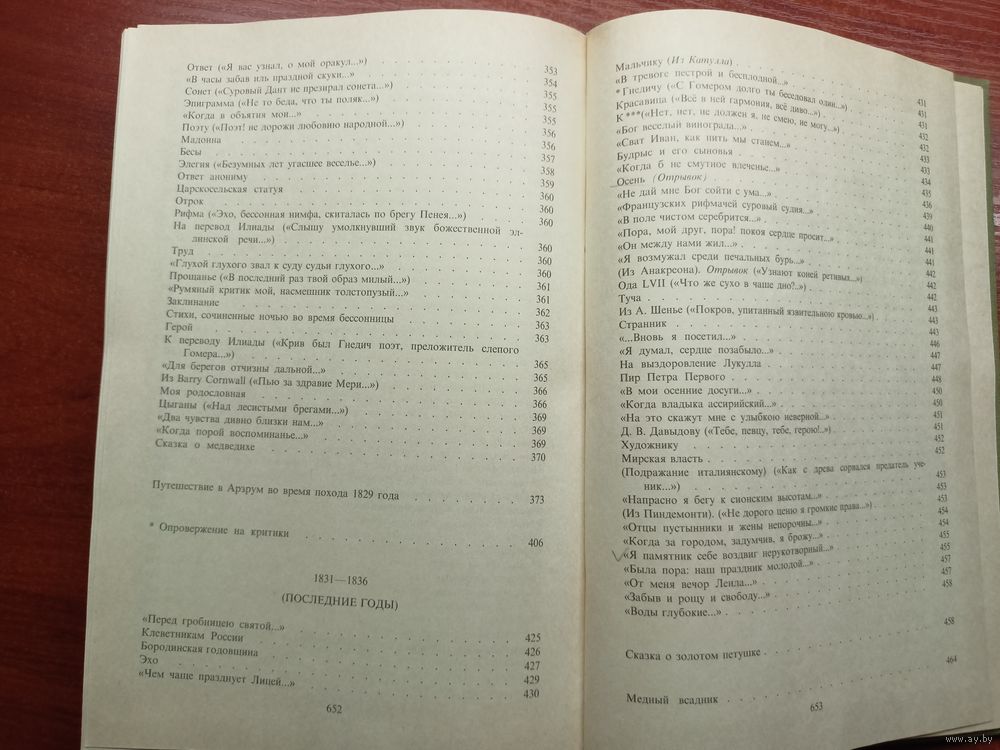 Ответ («Я вас узнал, о мой оракул...») 353
«В часы забав иль праздной скуки...» 354
Сонет («Суровый Дант не презирал сонета...») 355
Эпиграмма («Не то беда, что ты поляк...») 355
«Когда в объятия мои...» 355
Поэту («Поэт! не дорожи любовию народной...») 356
Мадонна 356
Бесы 357
Элегия («Безумных лет угасшее веселье...») 358
Ответ анониму 359
Царскосельская статуя 360
Отрок 360
Рифма («Эхо, бессонная нимфа, скиталась по брегу Пенея...») 360
На перевод Илиады («Слышу умолкнувший звук божественной эл-
линской речи...») 360
Труд 360
«Глухой глухого звал к суду судьи глухого...» 360
Прощанье («В последний раз твой образ милый...») 361
«Румяный критик мой, насмешник толстопузый...» 361
Заклинание 362
Стихи, сочиненные ночью во время бессонницы 363
Герой 363
К переводу Илиады («Крив был Гнедич поэт, преложитель слепого
Гомера...») 365
«Для берегов отчизны дальной...» 365
Из Barry Cornwall («Пью за здравие Мери...») 366
Моя родословная 366
Цыганы («Над лесистыми брегами...») 369
«Два чувства дивно близки нам...» 369
«Когда порой воспоминанье...» 369
Сказка о медведихе 370
Путешествие в Арзрум во время похода 1829 года 373
* Опровержение на критики 406
1831—1836
(ПОСЛЕДНИЕ ГОДЫ)
«Перед гробницею святой...» 425
Клеветникам России 426
Бородинская годовщина 427
Эхо 429
«Чем чаще празднует Лицей...» 430
652
Мальчику (Из Катулла) 431
«В тревоге пестрой и бесплодной...» 431
* Гнедичу («С Гомером долго ты беседовал один...») 431
Красавица («Всё в ней гармония, всё диво...») 432
К *** («Нет, нет, не должен я, не смею, не могу...») 432
«Бог веселый винограда...» 432
«Сват Иван, как пить мы станем...» 433
Будрыс и его сыновья 433
«Когда б не смутное влеченье...» 434
Осень (Отрывок) 435
«Не дай мне Бог сойти с ума...» 436
«Французских рифмачей суровый судия...» 439
«В поле чистом серебрится...» 440
«Пора, мой друг, пора! покоя сердце просит...» 441
«Он между нами жил...» 441
«Я возмужал среди печальных бурь...» 441
(Из Анакреона). Отрывок («Узнают коней ретивых...») 442
Ода LVII («Что же сухо в чаше дно?..») 442
Туча 442
Из А. Шенье («Покров, упитанный язвительною кровью...») 443
Странник 443
«...Вновь я посетил...» 446
«Я думал, сердце позабыло...» 447
На выздоровление Лукулла 447
Пир Петра Первого 448
«В мои осенние досуги...» 450
«Когда владыка ассирийский...» 450
«На это скажут мне с улыбкою неверной...» 451
Д. В. Давыдову («Тебе, певцу, тебе, герою!..») 451
Художнику 452
Мирская власть 452
(Подражание италиянскому) («Как с древа сорвался предатель уче-
ник...») 453
«Напрасно я бегу к сионским высотам...» 453
(Из Пиндемонти). («Не дорого ценю я громкие права...») 453
«Отцы пустынники и жены непорочны...» 454
«Когда за городом, задумчив, я брожу...» 454
«Я памятник себе воздвиг нерукотворный...» 455
«Была пора: наш праздник молодой...» 455
«От меня вечор Леила...» 457
«Забыв и рощу и свободу...» 457
«Воды глубокие...» 458
Сказка о золотом петушке 458
Медный всадник 464
653
www.ay.by